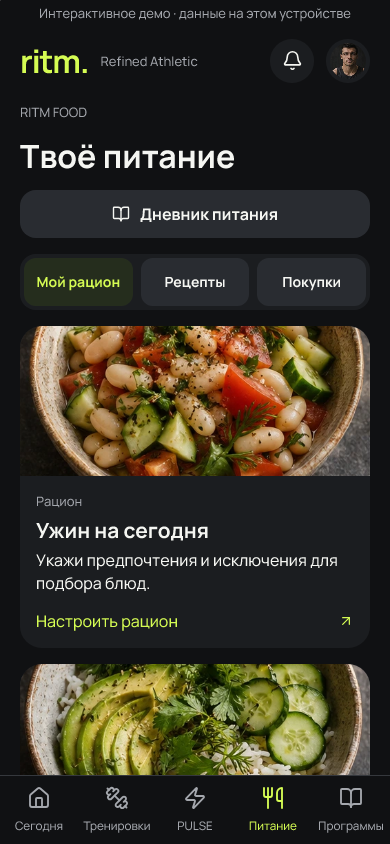 Интерактивное демо · данные на этом устройстве
ritm. Refined Athletic
RITM FOOD
Твоё питание
Дневник питания
Мой рацион Рецепты Покупки
Рацион
Ужин на сегодня
Укажи предпочтения и исключения для
подбора блюд.
Настроить рацион
Сегодня Тренировки PULSE Питание Программы